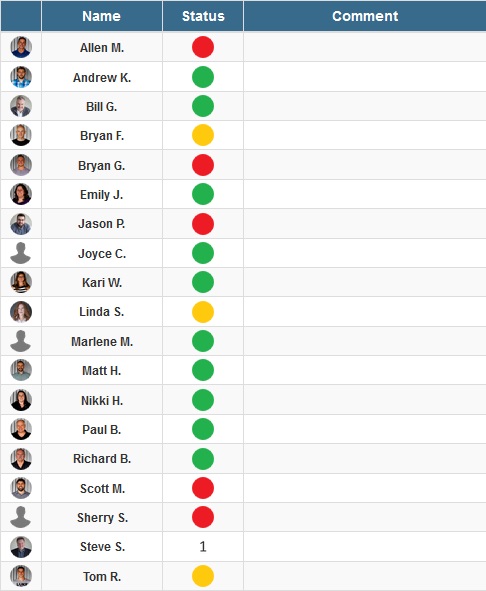 Name Status Comment
Allen M.
Andrew K.
Bill G.
Bryan F.
Bryan G.
Emily J.
Jason P.
Joyce C.
Kari W.
Linda S.
Marlene M.
Matt H.
Nikki H.
Paul B.
Richard B.
Scott M.
Sherry S.
Steve S. 1
Tom R.